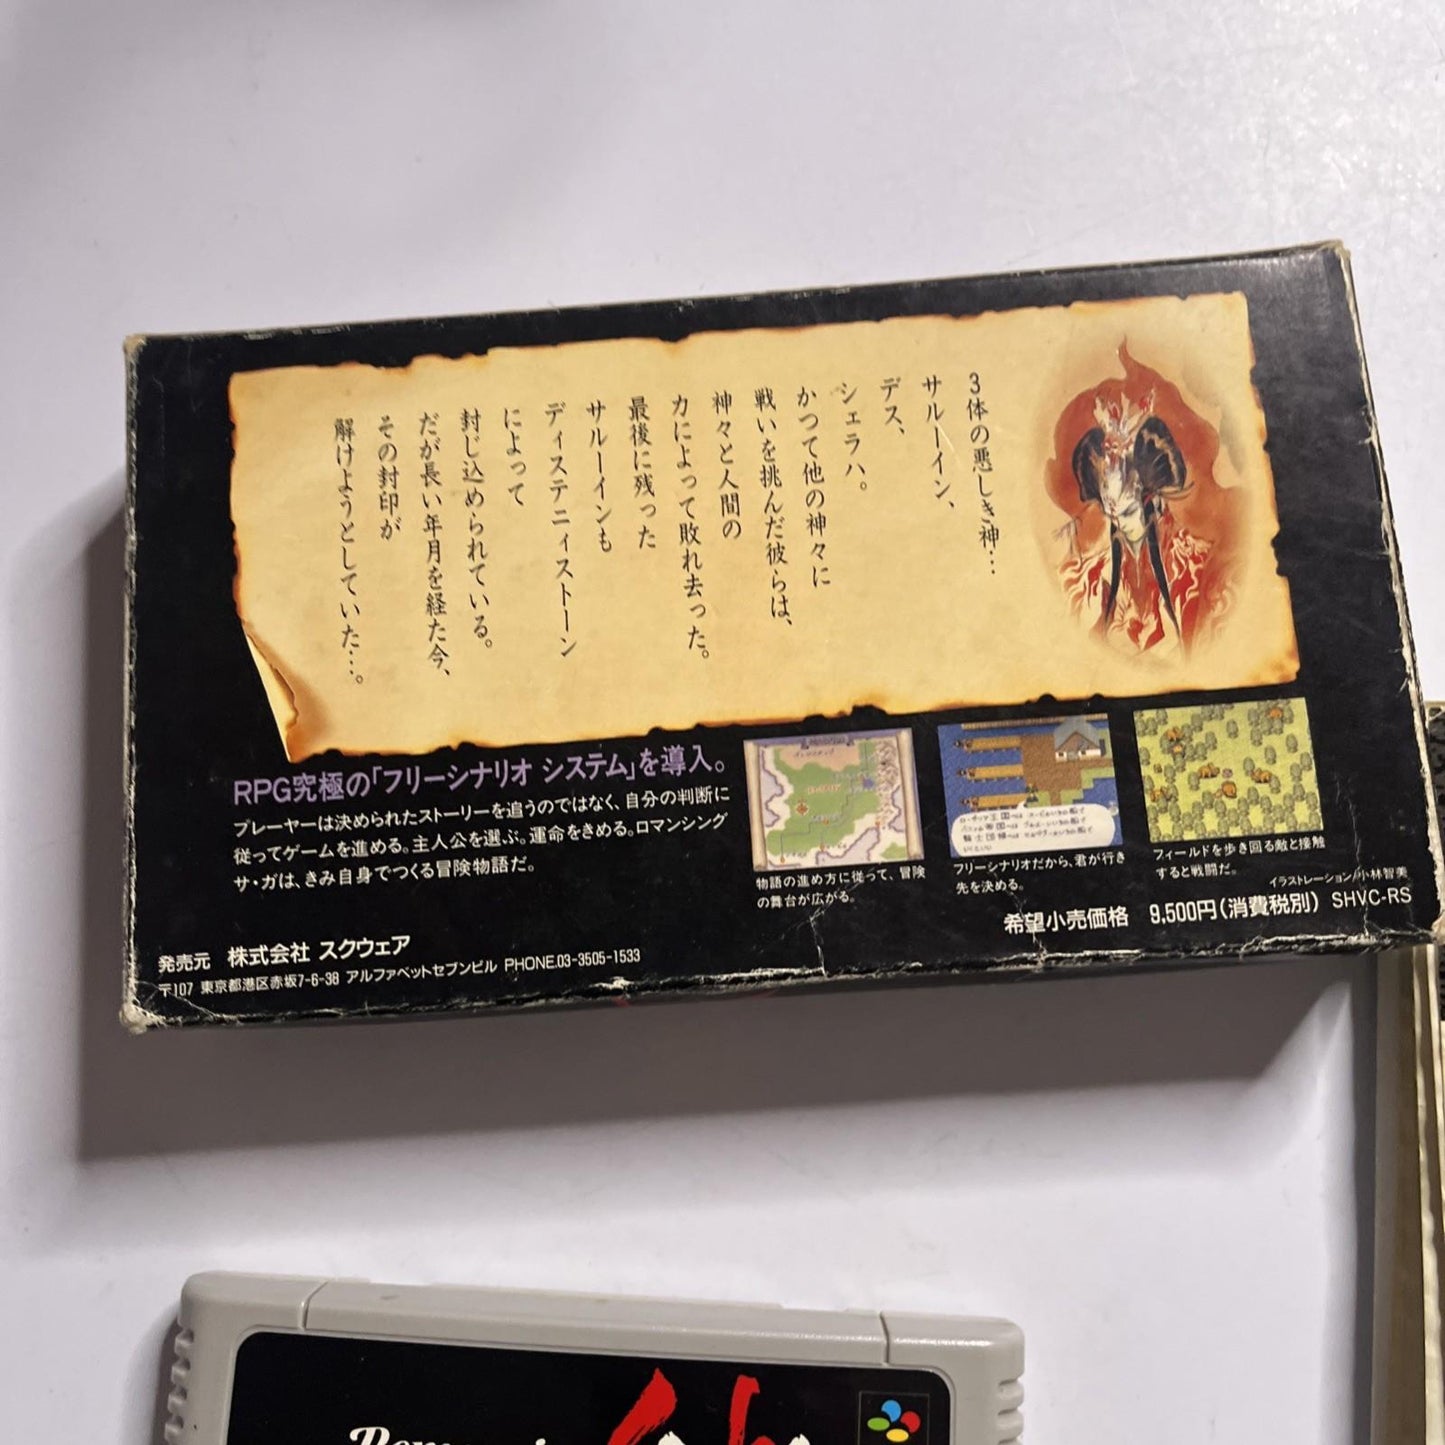 3体の悪しき神…
サルーイン、
デス、
シェラハ。
かつて他の神々に
戦いを挑んだ彼らは、
神々と人間の
力によって敗れ去った。
最後に残った
サルーインも
ディステニィストーン
によって
封じ込められている。
だが長い年月を経た今、
その封印が
解けようとしていた…。
RPG究極の「フリーシナリオ システム」を導入。
プレーヤーは決められたストーリーを追うのではなく、自分の判断に
従ってゲームを進める。主人公を選ぶ。運命をきめる。ロマンシング
サ・ガは、きみ自身でつくる冒険物語だ。
物語の進め方に従って、冒険
の舞台が広がる。
フリーシナリオだから、君が行き
先を決める。
フィールドを歩き回る敵と接触
すると戦闘だ。
イラストレーション/小林智美
希望小売価格 9,500円(消費税別) SHVC-RS
発売元 株式会社 スクウェア
〒107 東京都港区赤坂7-6-38 アルファベットセブンビル PHONE.03-3505-1533